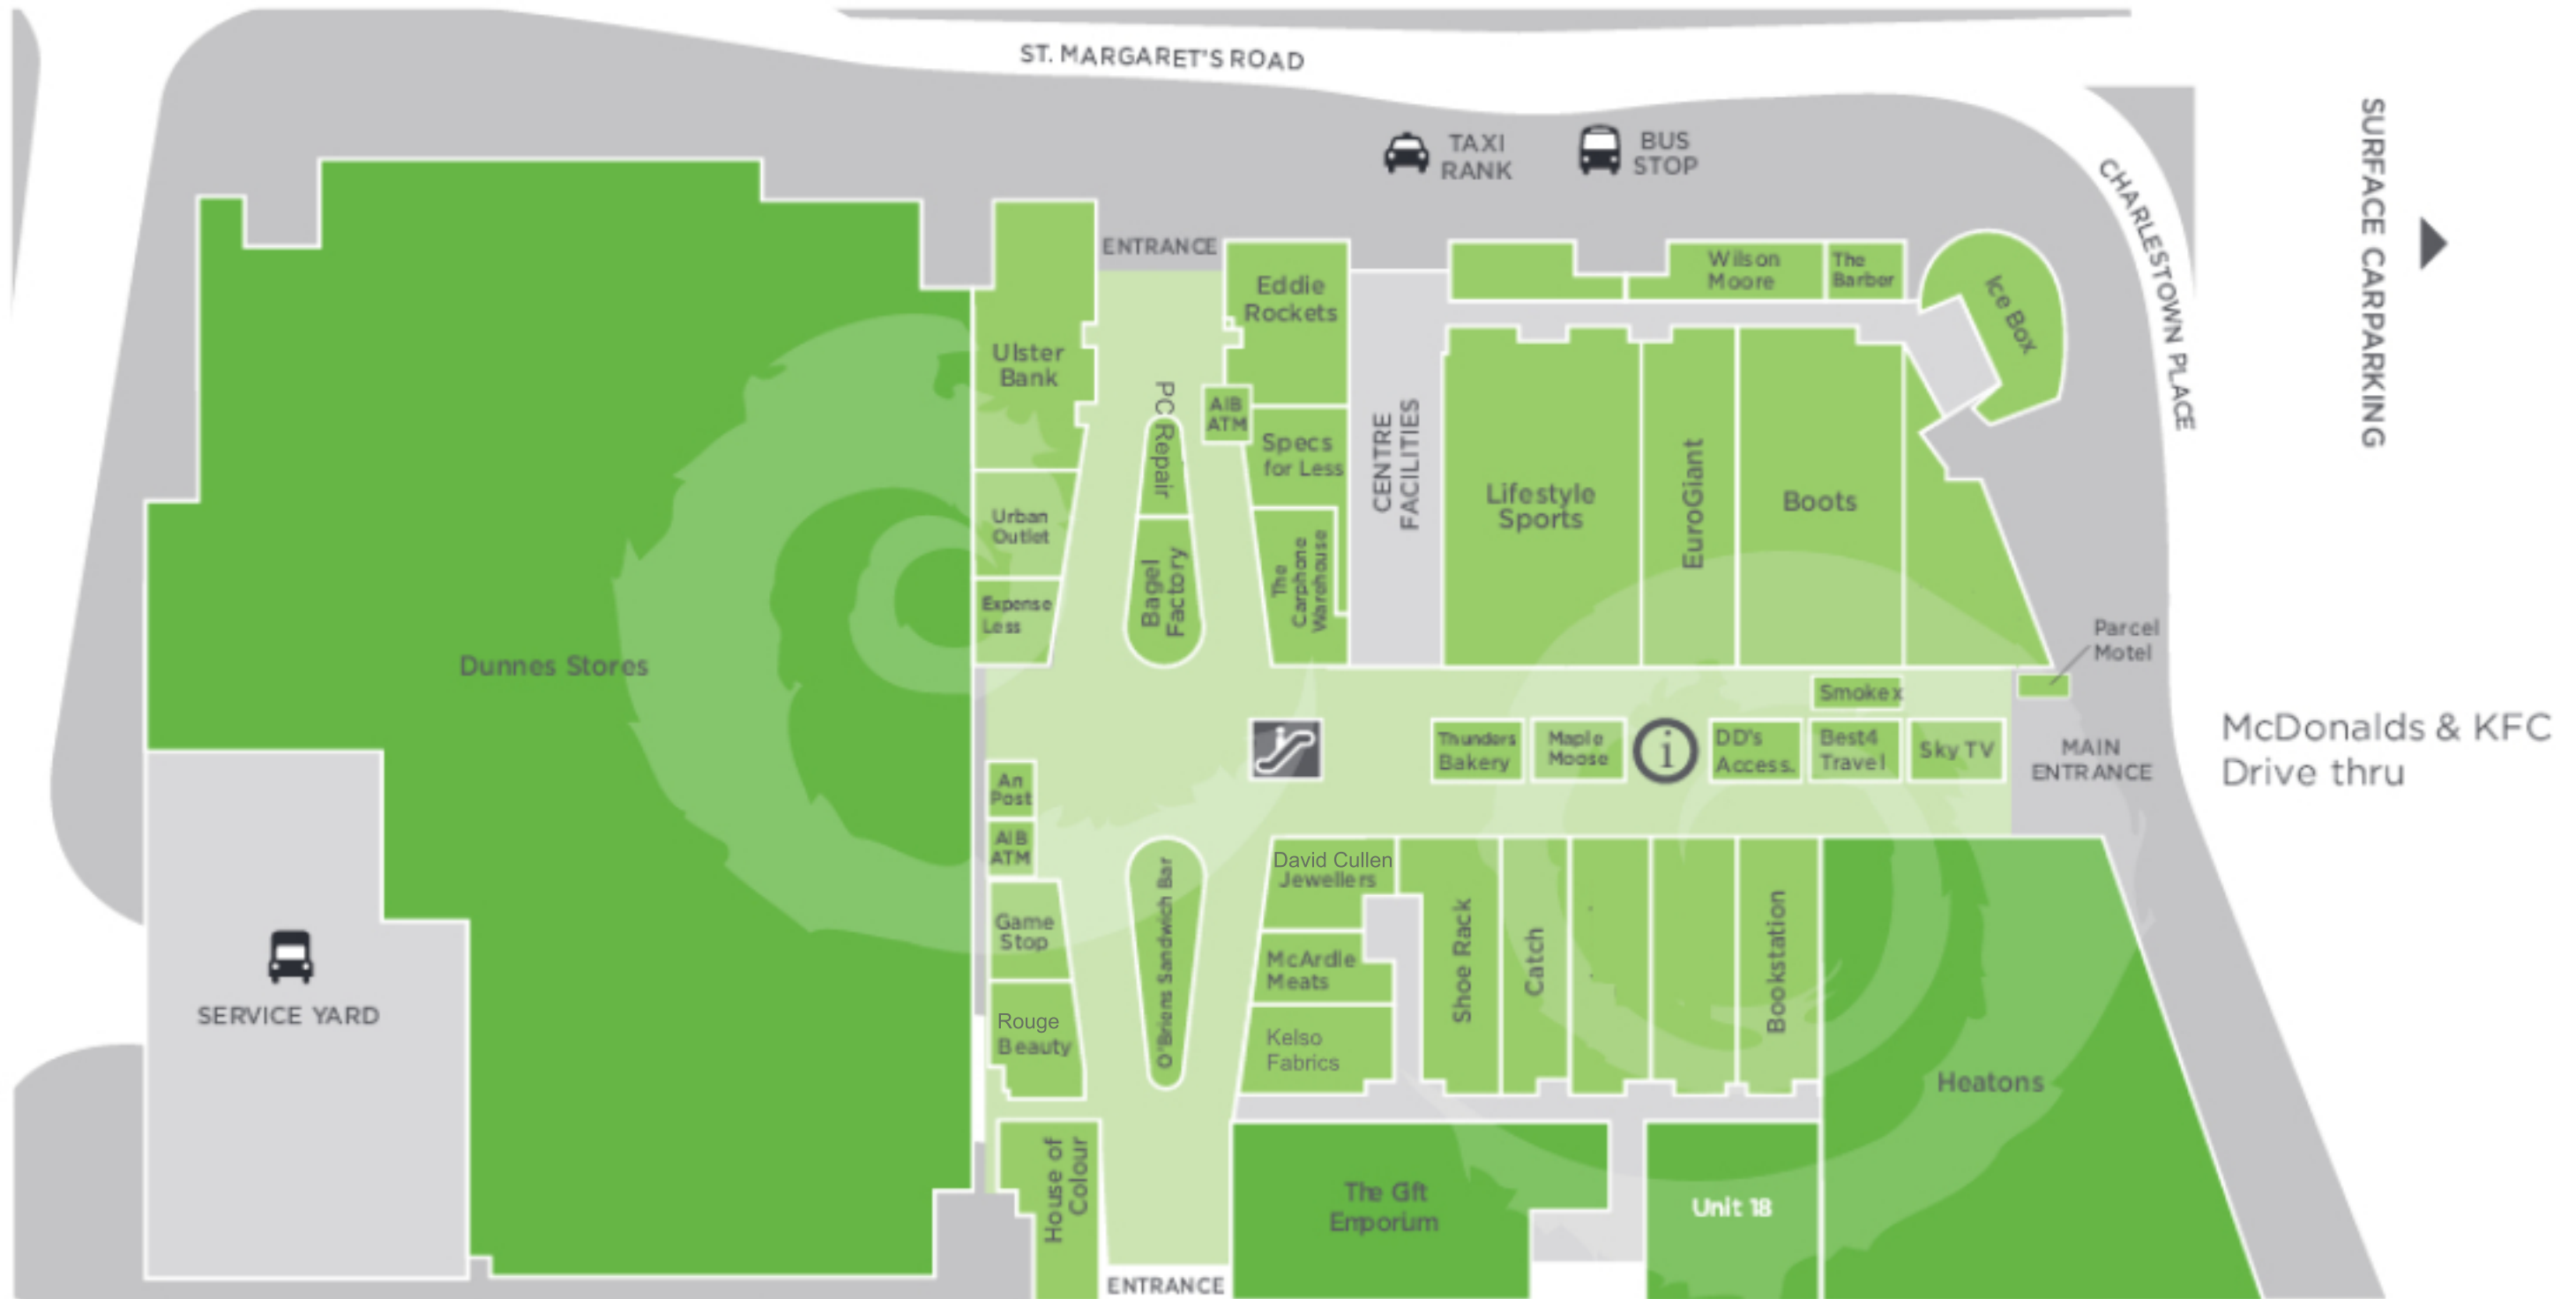 ST. MARGARET'S ROAD
TAXI
RANK
BUS
STOP
CHARLESTOWN PLACE
SURFACE CARPARKING
ENTRANCE
Eddie
Rockets
Wilson
Moore
The
Barber
Ice Box
Ulster
Bank
PC Repair
AIB
ATM
Specs
for Less
CENTRE
FACILITIES
Lifestyle
Sports
EuroGiant
Boots
Urban
Outlet
Bagel
Factory
The
Carphone
Warehouse
Expense
Less
Dunnes Stores
Parcel
Motel
Smokex
Thunders
Bakery
Maple
Moose
i
DD's
Access.
Best4
Travel
Sky TV
MAIN
ENTRANCE
McDonalds & KFC
Drive thru
An
Post
AIB
ATM
David Cullen
Jewellers
Game
Stop
O'Briens Sandwich Bar
McArdle
Meats
Shoe Rack
Catch
Bookstation
SERVICE YARD
Rouge
Beauty
Kelso
Fabrics
Heatons
House of
Colour
The Gft
Emporium
Unit 18
ENTRANCE